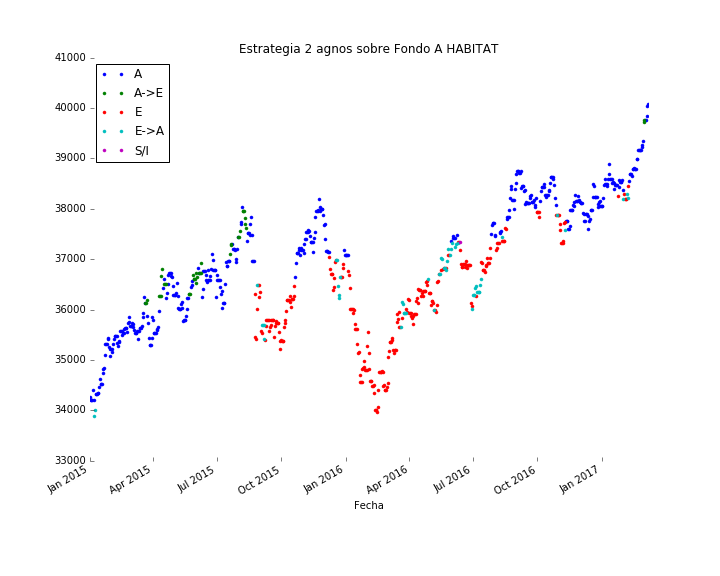 Estrategia 2 agnos sobre Fondo A HABITAT
41000
40000
39000
38000
37000
36000
35000
34000
33000
A
A->E
E
E->A
S/I
Jan 2015
Apr 2015
Jul 2015
Oct 2015
Jan 2016
Apr 2016
Jul 2016
Oct 2016
Jan 2017
Fecha